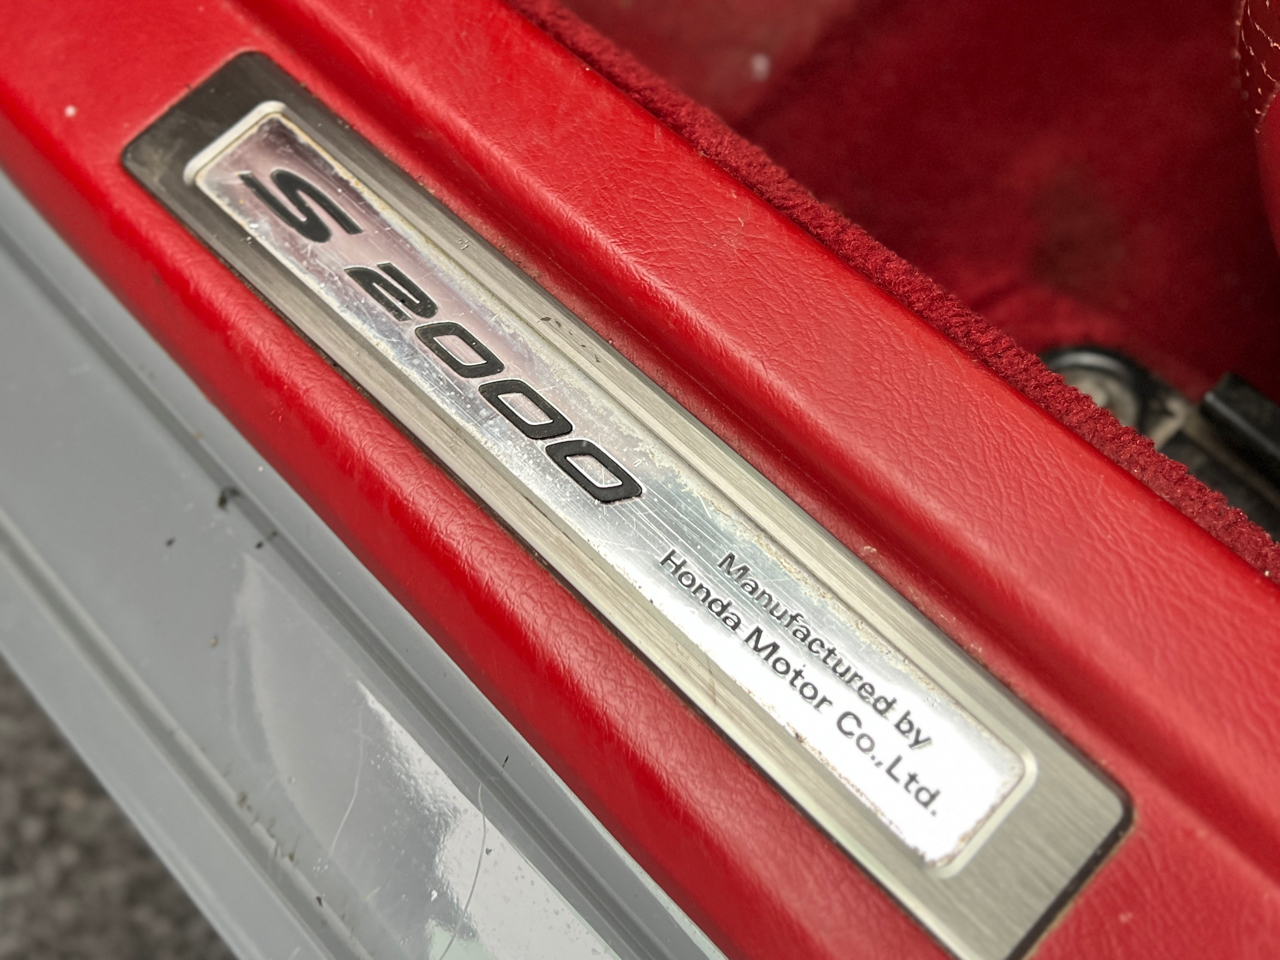 S2000
Manufactured by
Honda Motor Co.,Ltd.